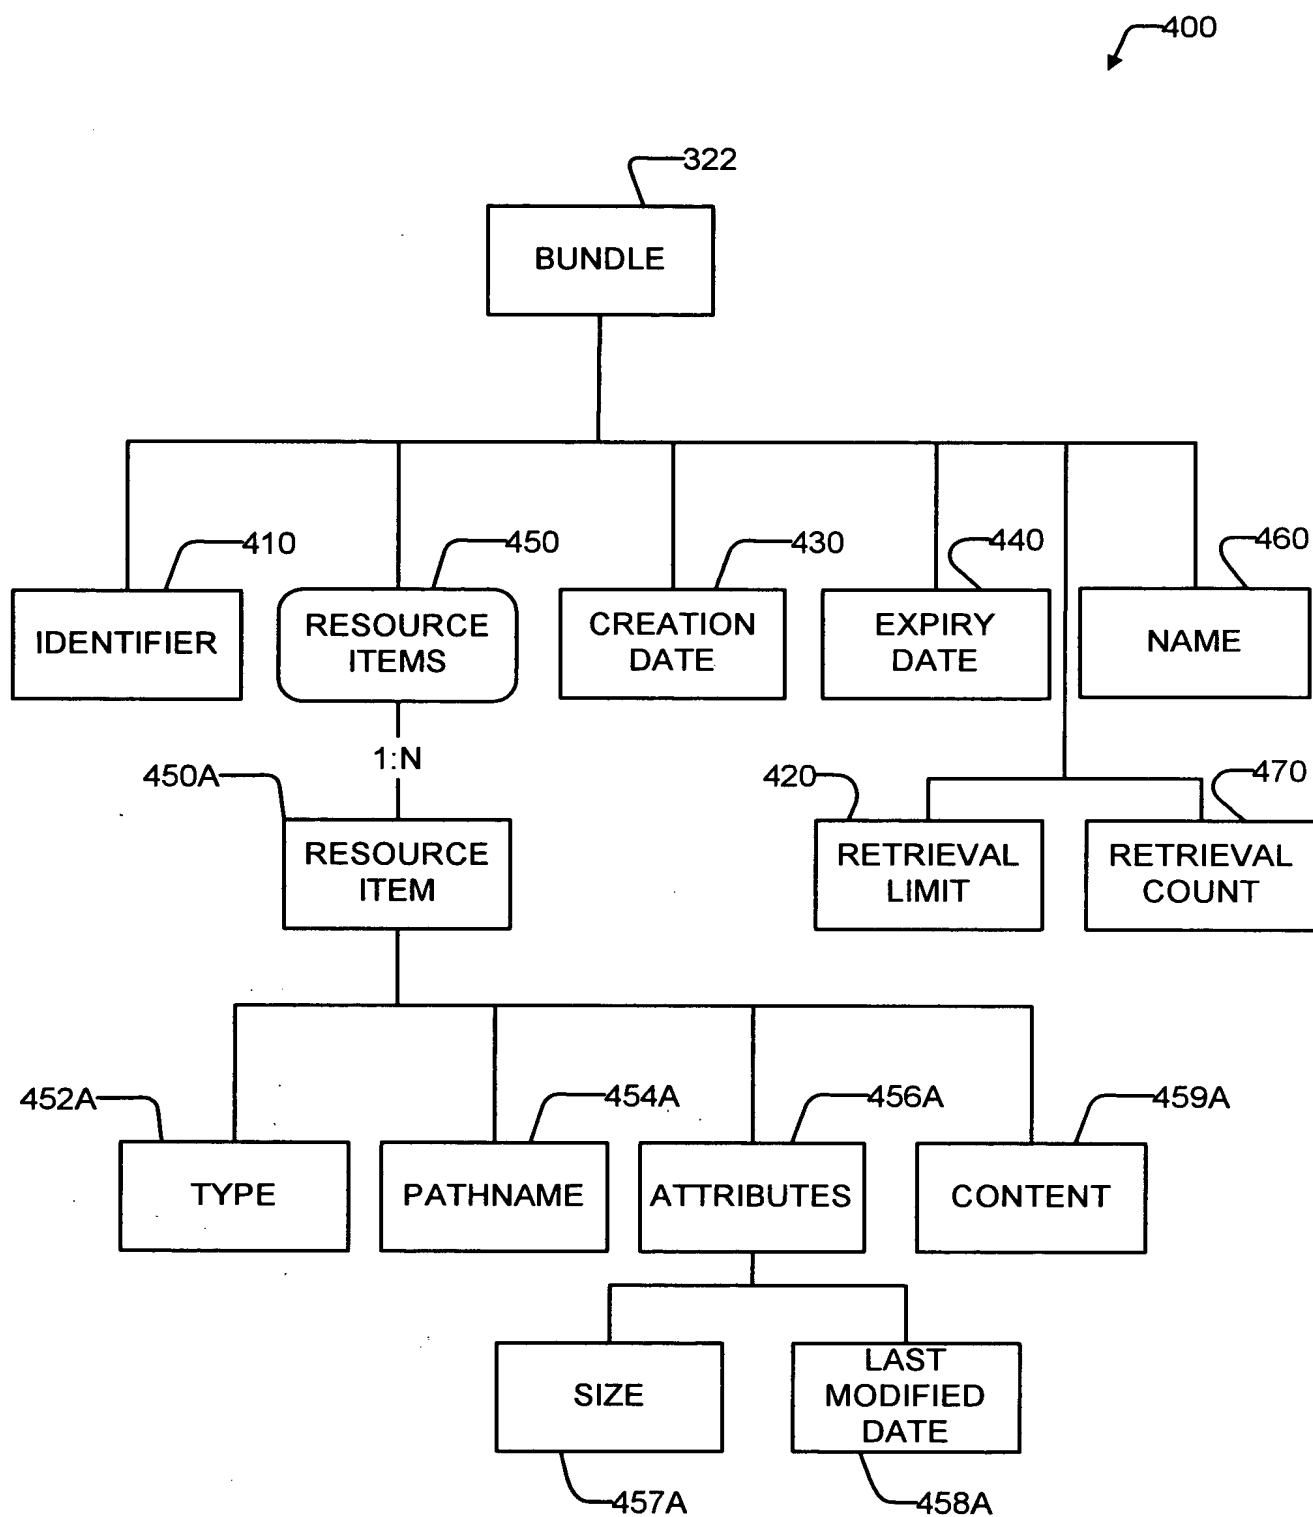 400
322
BUNDLE
410
450
430
440
460
IDENTIFIER
RESOURCE
ITEMS
CREATION
DATE
EXPIRY
DATE
NAME
1:N
450A
420
470
RESOURCE
ITEM
RETRIEVAL
LIMIT
RETRIEVAL
COUNT
452A
454A
456A
459A
TYPE
PATHNAME
ATTRIBUTES
CONTENT
SIZE
LAST
MODIFIED
DATE
457A
458A